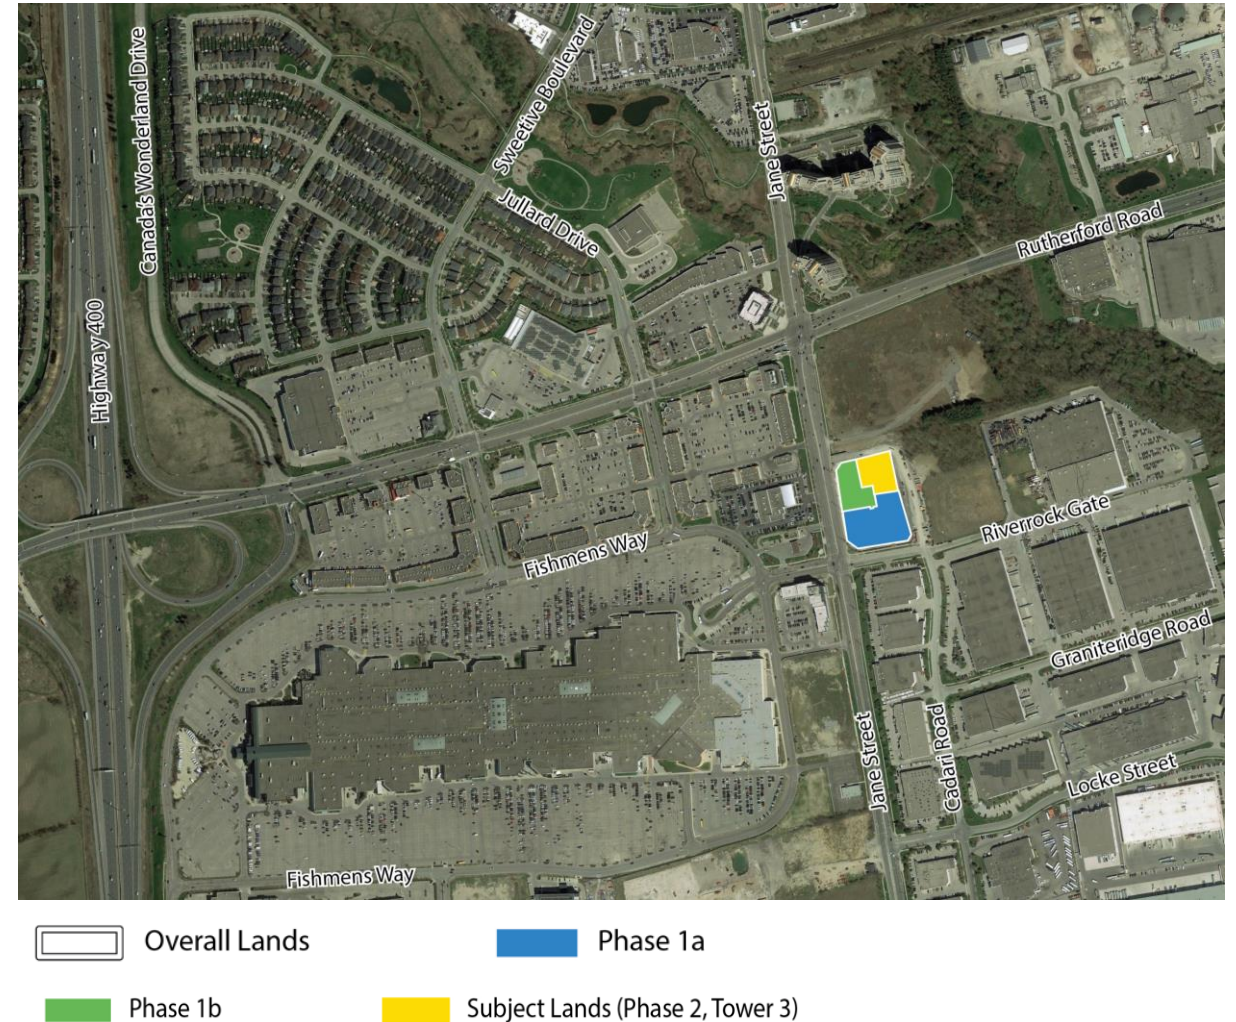 Canada's Wonderland Drive
Sweetive Boulevard
Jane Street
Jullard Drive
Rutherford Road
Highway 400
Riverrock Gate
Fishmens Way
Graniteridge Road
Jane Street
Cadari Road
Locke Street
Fishmens Way
Overall Lands
Phase 1a
Phase 1b
Subject Lands (Phase 2, Tower 3)